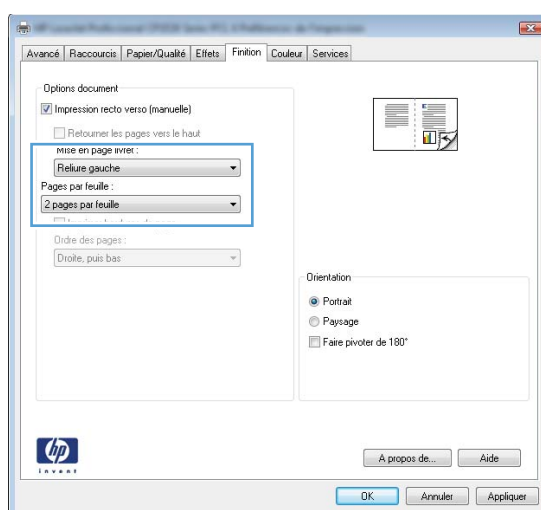 Avancé Raccourcis Papier/Qualité Effets Finition Couleur Services
Options document
Impression recto verso (manuelle)
Retourner les pages vers le haut
Mise en page livret :
Reliure gauche
Pages par feuille :
2 pages par feuille
Ordre des pages :
Droite, puis bas
Orientation
Portrait
Paysage
Faire pivoter de 180°
hp
invent
A propos de... Aide
OK Annuler Appliquer